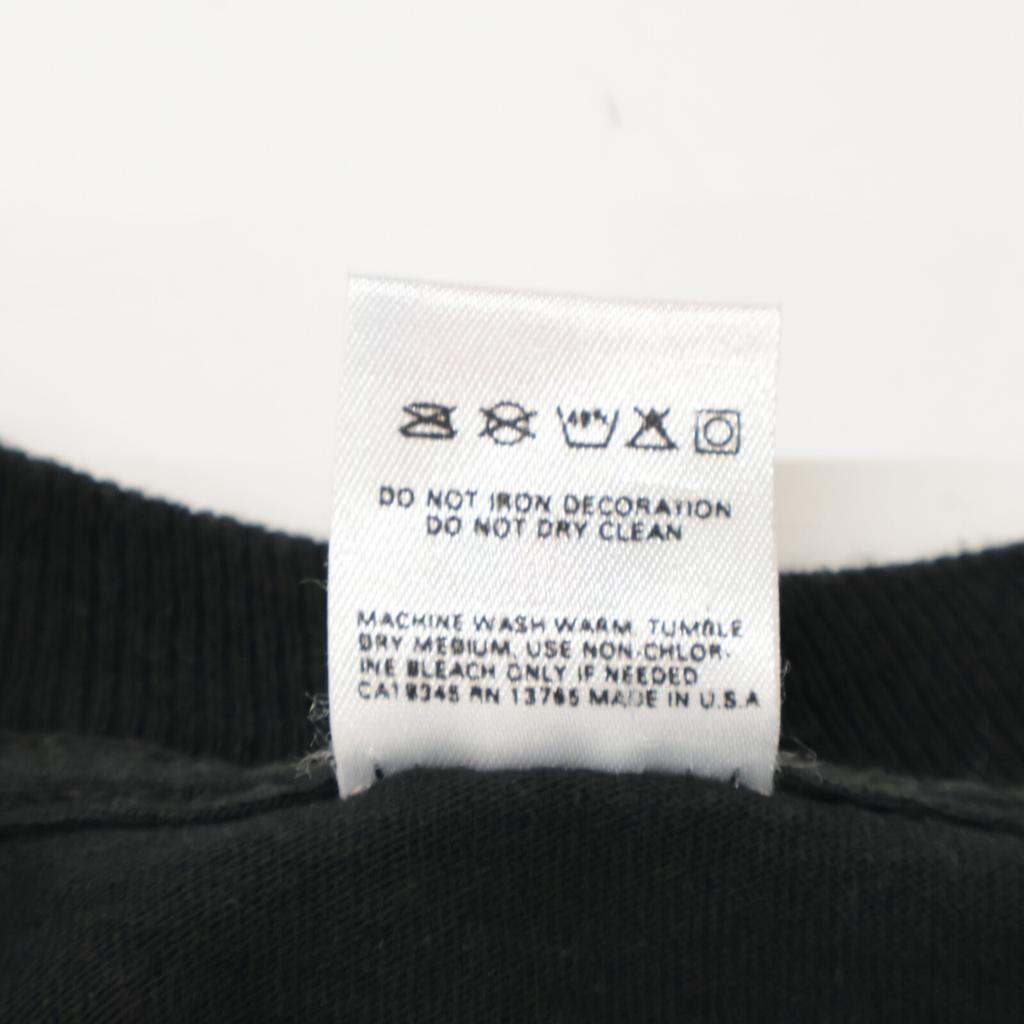 40°
DO NOT IRON DECORATION
DO NOT DRY CLEAN
MACHINE WASH WARM. TUMBLE
DRY MEDIUM. USE NON-CHLOR-
INE BLEACH ONLY IF NEEDED
RN 13765 MADE IN U.S.A